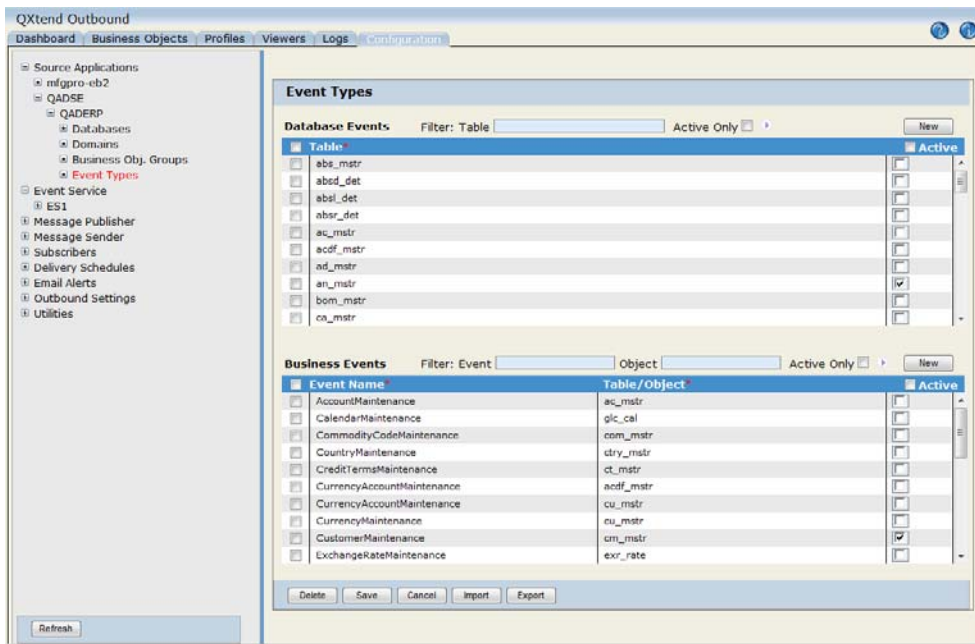 QXtend Outbound
Dashboard Business Objects Profiles Viewers Logs Configuration
Source Applications
mfgpro-eb2
QADSE
QADERP
Databases
Domains
Business Obj. Groups
Event Types
Event Service
ES1
Message Publisher
Message Sender
Subscribers
Delivery Schedules
Email Alerts
Outbound Settings
Utilities
Refresh
Event Types
Database Events Filter: Table Active Only New
Table* Active
abs_mstr
absd_det
absl_det
absr_det
ac_mstr
acdf_mstr
ad_mstr
an_mstr
bom_mstr
ca_mstr
Business Events Filter: Event Object Active Only New
Event Name* Table/Object* Active
AccountMaintenance ac_mstr
CalendarMaintenance glc_cal
CommodityCodeMaintenance com_mstr
CountryMaintenance ctry_mstr
CreditTermsMaintenance ct_mstr
CurrencyAccountMaintenance acdf_mstr
CurrencyAccountMaintenance cu_mstr
CurrencyMaintenance cu_mstr
CustomerMaintenance cm_mstr
ExchangeRateMaintenance exr_rate
Delete Save Cancel Import Export